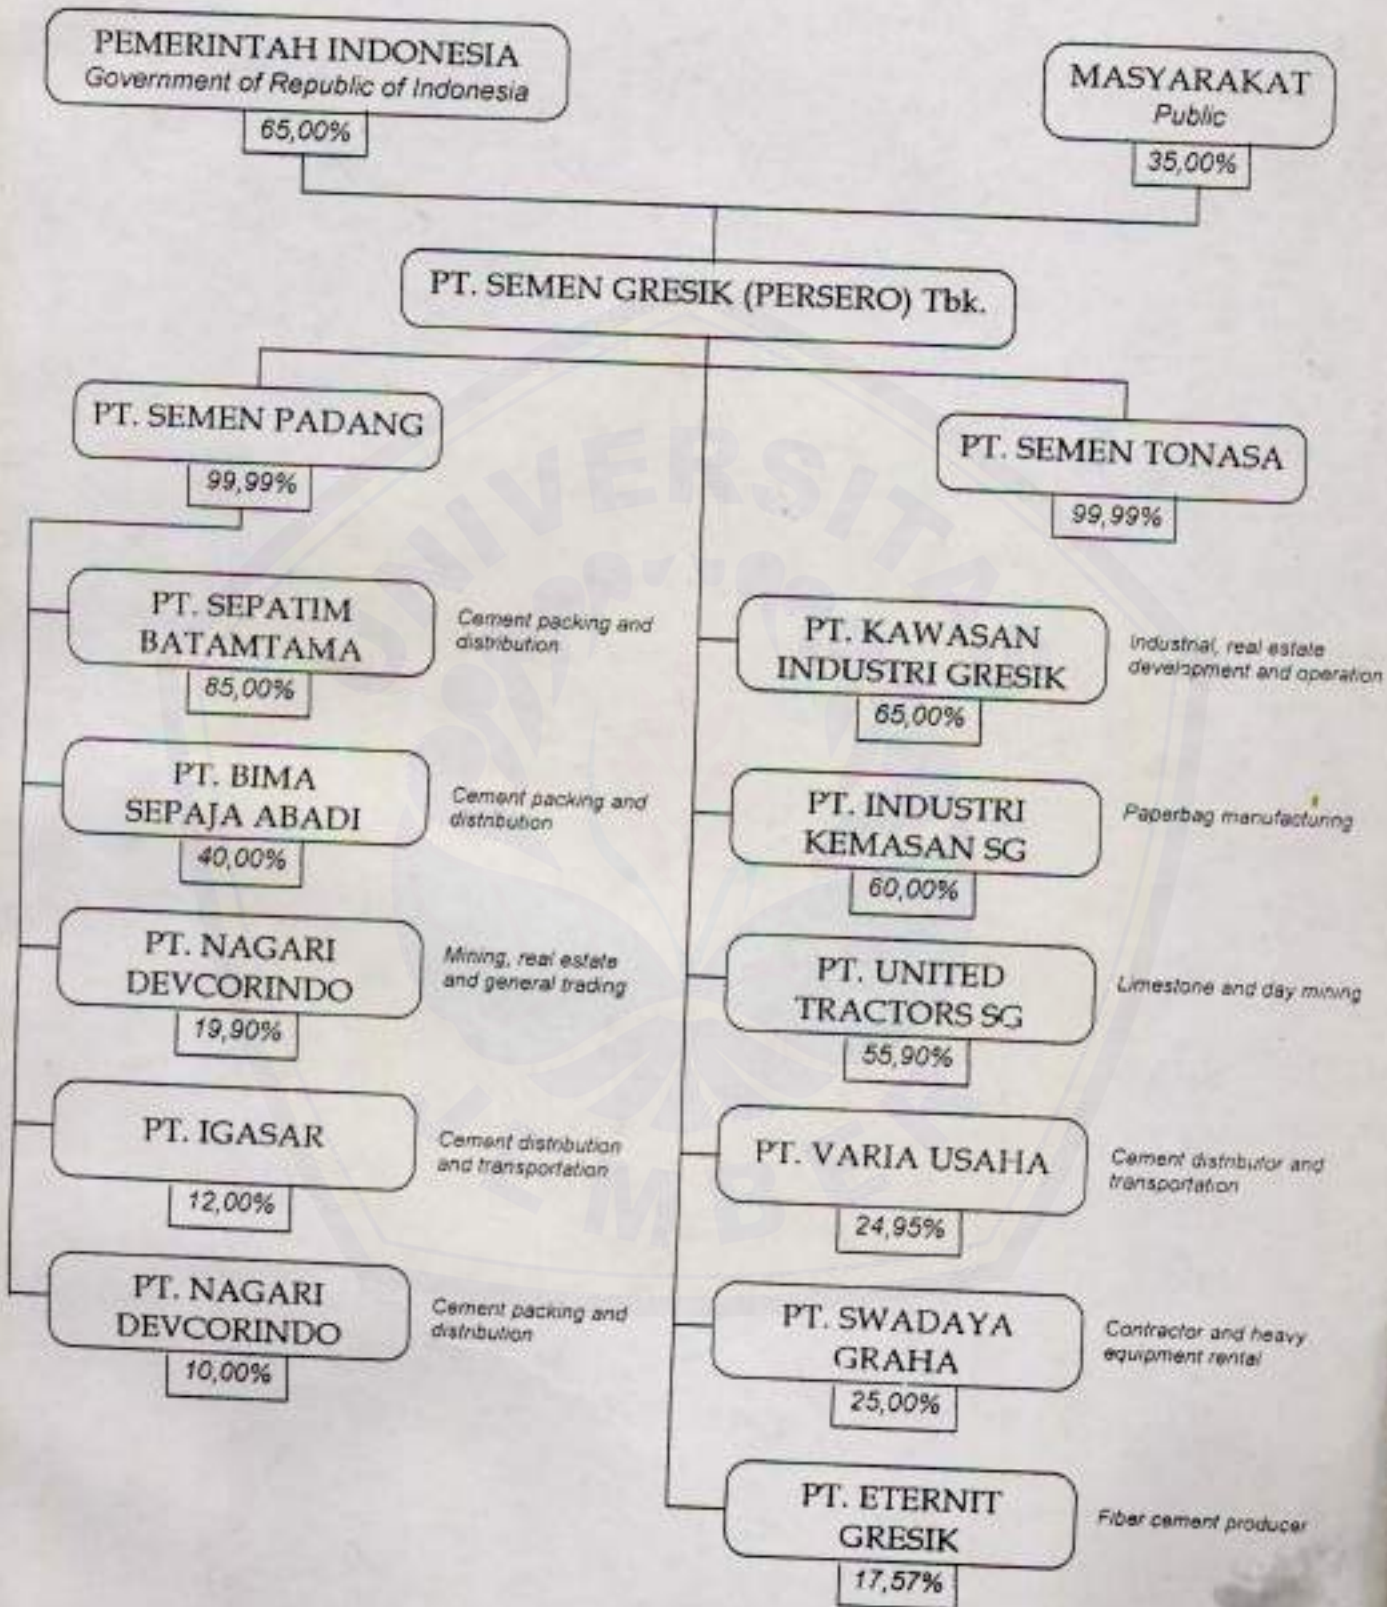 PEMERINTAH INDONESIA
Government of Republic of Indonesia
65,00%
MASYARAKAT
Public
35,00%
PT. SEMEN GRESIK (PERSERO) Tbk.
PT. SEMEN PADANG
99,99%
PT. SEMEN TONASA
99,99%
PT. SEPATIM
BATAMTAMA
85,00%
Cement packing and
distribution
PT. BIMA
SEPAJA ABADI
40,00%
Cement packing and
distribution
PT. NAGARI
DEVCORINDO
19,90%
Mining, real estate
and general trading
PT. IGASAR
12,00%
Cement distribution
and transportation
PT. NAGARI
DEVCORINDO
10,00%
Cement packing and
distribution
PT. KAWASAN
INDUSTRI GRESIK
65,00%
Industrial, real estate
development and operation
PT. INDUSTRI
KEMASAN SG
60,00%
Paperbag manufacturing
PT. UNITED
TRACTORS SG
55,90%
Limestone and day mining
PT. VARIA USAHA
24,95%
Cement distributor and
transportation
PT. SWADAYA
GRAHA
25,00%
Contractor and heavy
equipment rental
PT. ETERNIT
GRESIK
17,57%
Fiber cement producer
UNIVERSITAS
JEMBER